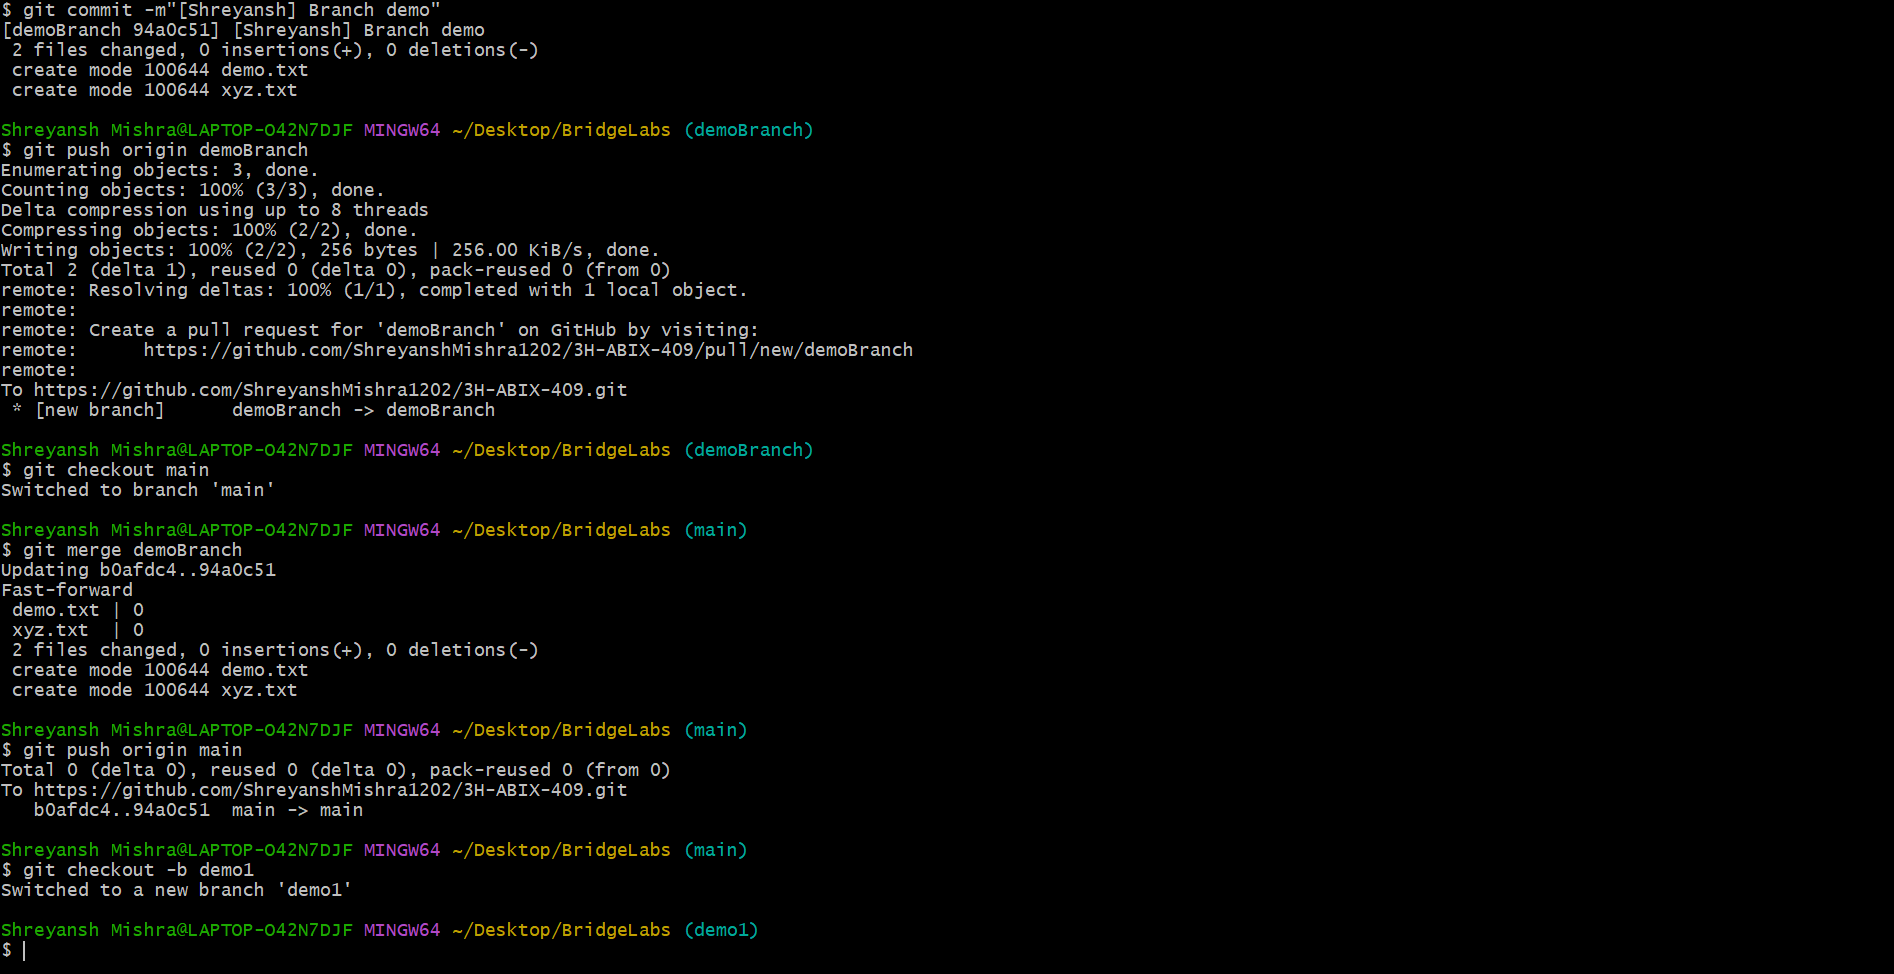 $ git commit -m"[Shreyansh] Branch demo"
[demoBranch 94a0c51] [Shreyansh] Branch demo
 2 files changed, 0 insertions(+), 0 deletions(-)
 create mode 100644 demo.txt
 create mode 100644 xyz.txt

Shreyansh Mishra@LAPTOP-O42N7DJF MINGW64 ~/Desktop/BridgeLabs (demoBranch)
$ git push origin demoBranch
Enumerating objects: 3, done.
Counting objects: 100% (3/3), done.
Delta compression using up to 8 threads
Compressing objects: 100% (2/2), done.
Writing objects: 100% (2/2), 256 bytes | 256.00 KiB/s, done.
Total 2 (delta 1), reused 0 (delta 0), pack-reused 0 (from 0)
remote: Resolving deltas: 100% (1/1), completed with 1 local object.
remote:
remote: Create a pull request for 'demoBranch' on GitHub by visiting:
remote:      https://github.com/ShreyanshMishra1202/3H-ABIX-409/pull/new/demoBranch
remote:
To https://github.com/ShreyanshMishra1202/3H-ABIX-409.git
 * [new branch]      demoBranch -> demoBranch

Shreyansh Mishra@LAPTOP-O42N7DJF MINGW64 ~/Desktop/BridgeLabs (demoBranch)
$ git checkout main
Switched to branch 'main'

Shreyansh Mishra@LAPTOP-O42N7DJF MINGW64 ~/Desktop/BridgeLabs (main)
$ git merge demoBranch
Updating b0afdc4..94a0c51
Fast-forward
 demo.txt | 0
 xyz.txt  | 0
 2 files changed, 0 insertions(+), 0 deletions(-)
 create mode 100644 demo.txt
 create mode 100644 xyz.txt

Shreyansh Mishra@LAPTOP-O42N7DJF MINGW64 ~/Desktop/BridgeLabs (main)
$ git push origin main
Total 0 (delta 0), reused 0 (delta 0), pack-reused 0 (from 0)
To https://github.com/ShreyanshMishra1202/3H-ABIX-409.git
   b0afdc4..94a0c51  main -> main

Shreyansh Mishra@LAPTOP-O42N7DJF MINGW64 ~/Desktop/BridgeLabs (main)
$ git checkout -b demo1
Switched to a new branch 'demo1'

Shreyansh Mishra@LAPTOP-O42N7DJF MINGW64 ~/Desktop/BridgeLabs (demo1)
$